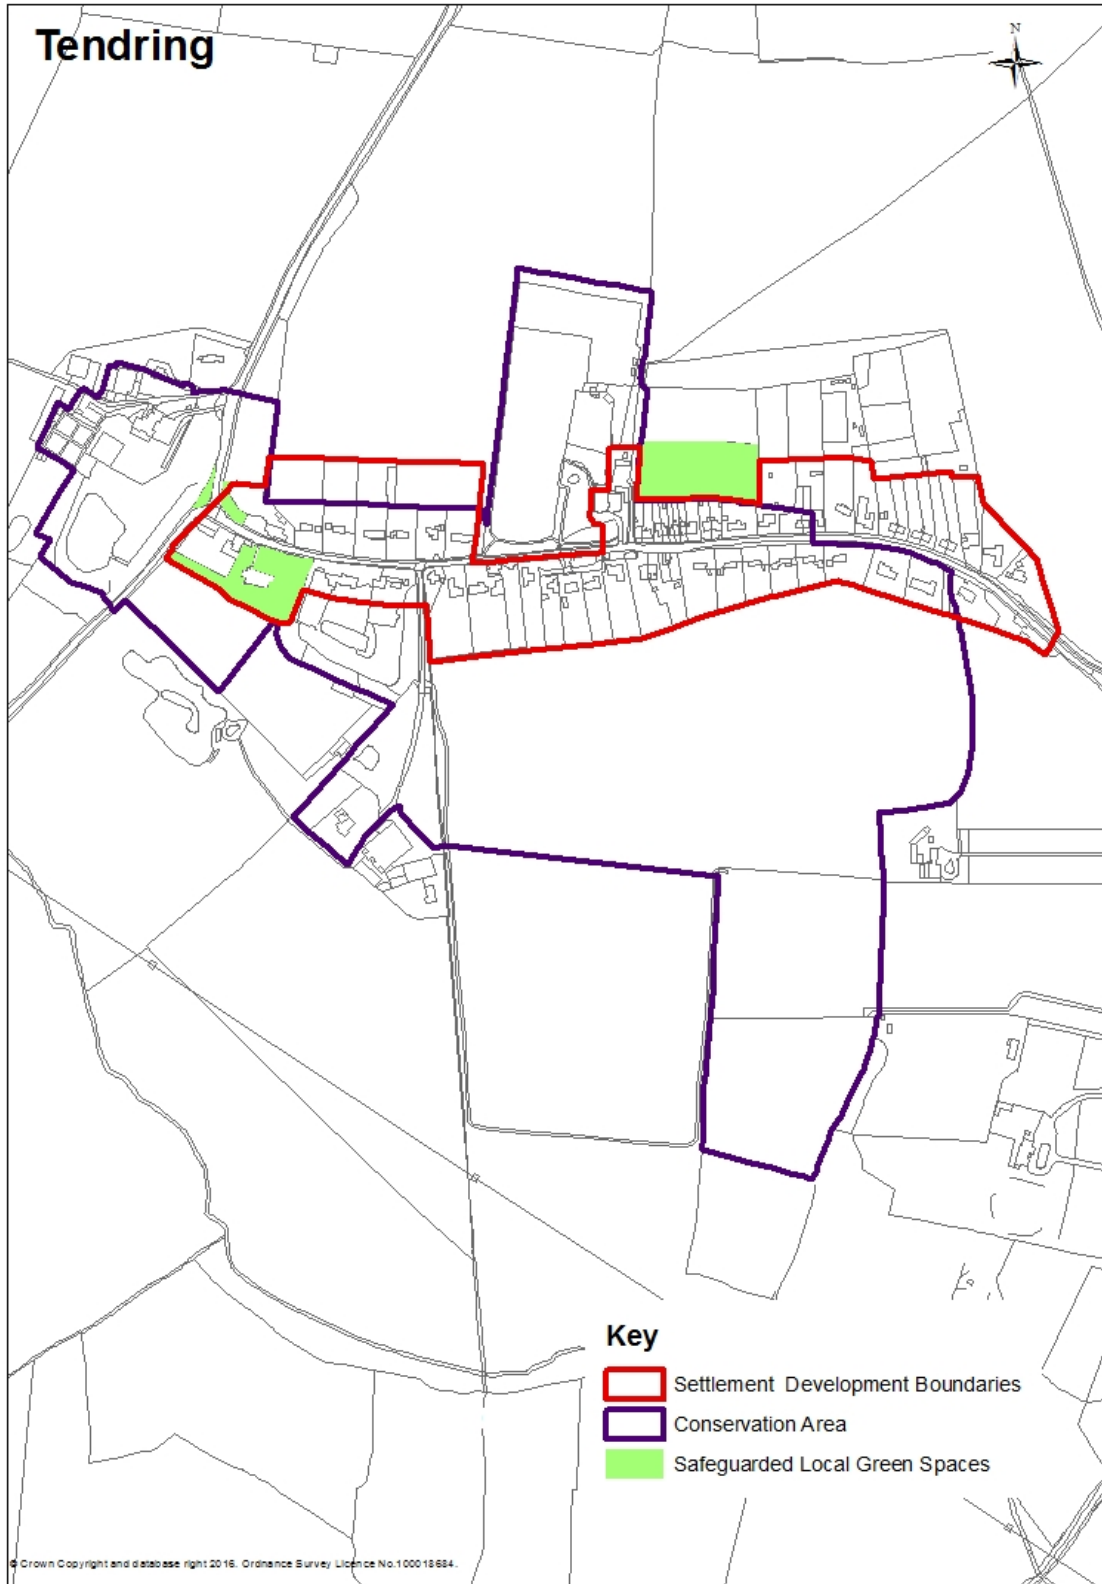 Tendring
N
Key
Settlement Development Boundaries
Conservation Area
Safeguarded Local Green Spaces
© Crown Copyright and database right 2016. Ordnance Survey Licence No.100018684.